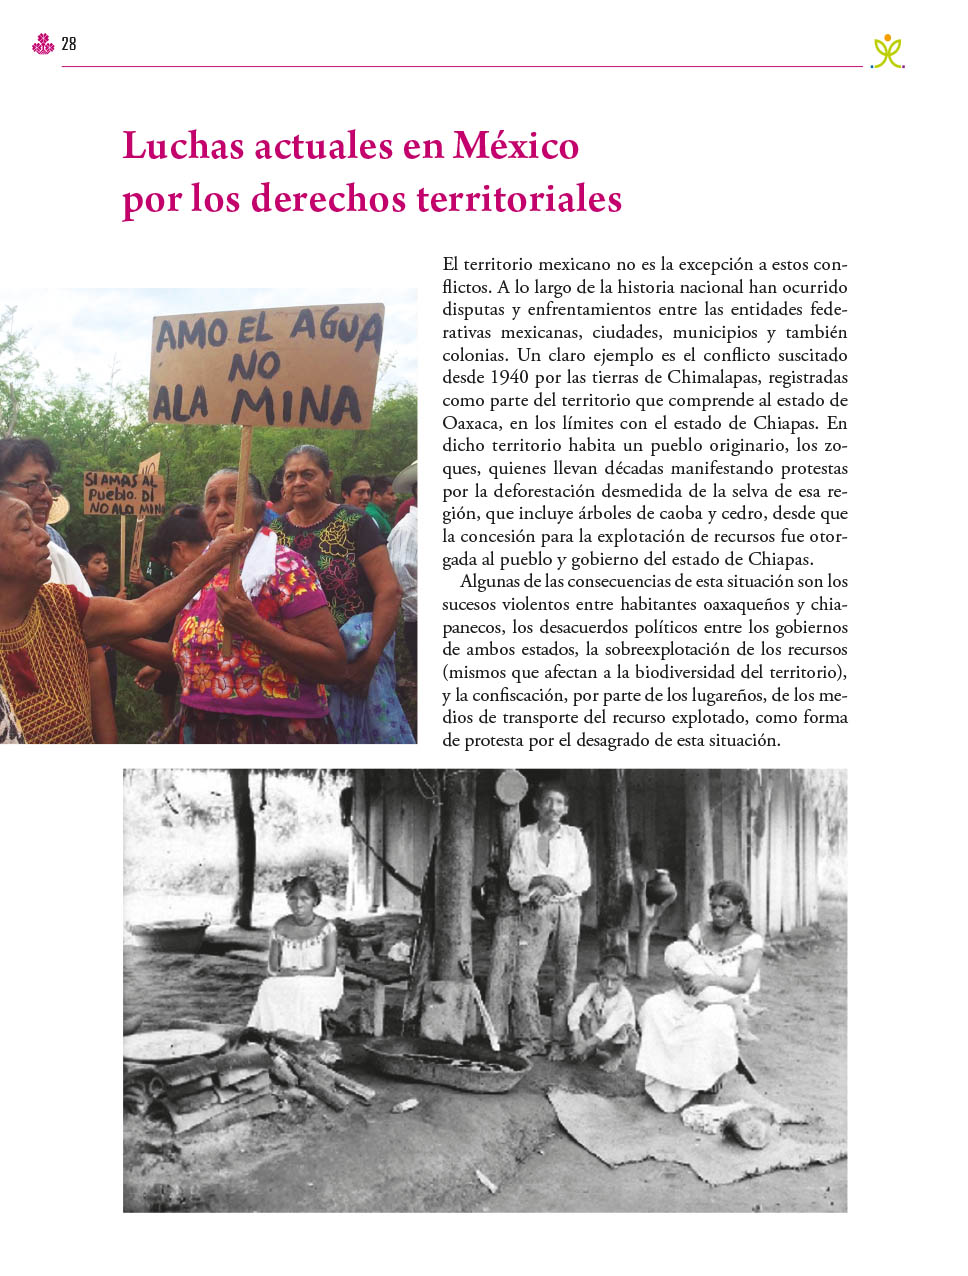 28
Luchas actuales en México
por los derechos territoriales
El territorio mexicano no es la excepción a estos con-
flictos. A lo largo de la historia nacional han ocurrido
disputas y enfrentamientos entre las entidades fede-
rativas mexicanas, ciudades, municipios y también
colonias. Un claro ejemplo es el conflicto suscitado
desde 1940 por las tierras de Chimalapas, registradas
como parte del territorio que comprende al estado de
Oaxaca, en los límites con el estado de Chiapas. En
dicho territorio habita un pueblo originario, los zo-
ques, quienes llevan décadas manifestando protestas
por la deforestación desmedida de la selva de esa re-
gión, que incluye árboles de caoba y cedro, desde que
la concesión para la explotación de recursos fue otor-
gada al pueblo y gobierno del estado de Chiapas.
Algunas de las consecuencias de esta situación son los
sucesos violentos entre habitantes oaxaqueños y chia-
panecos, los desacuerdos políticos entre los gobiernos
de ambos estados, la sobreexplotación de los recursos
(mismos que afectan a la biodiversidad del territorio),
y la confiscación, por parte de los lugareños, de los me-
dios de transporte del recurso explotado, como forma
de protesta por el desagrado de esta situación.
AMO EL AGUA
NO
ALA MINA
SI AMAS AL
PuebLo. DI
NO ALA MINA
NO